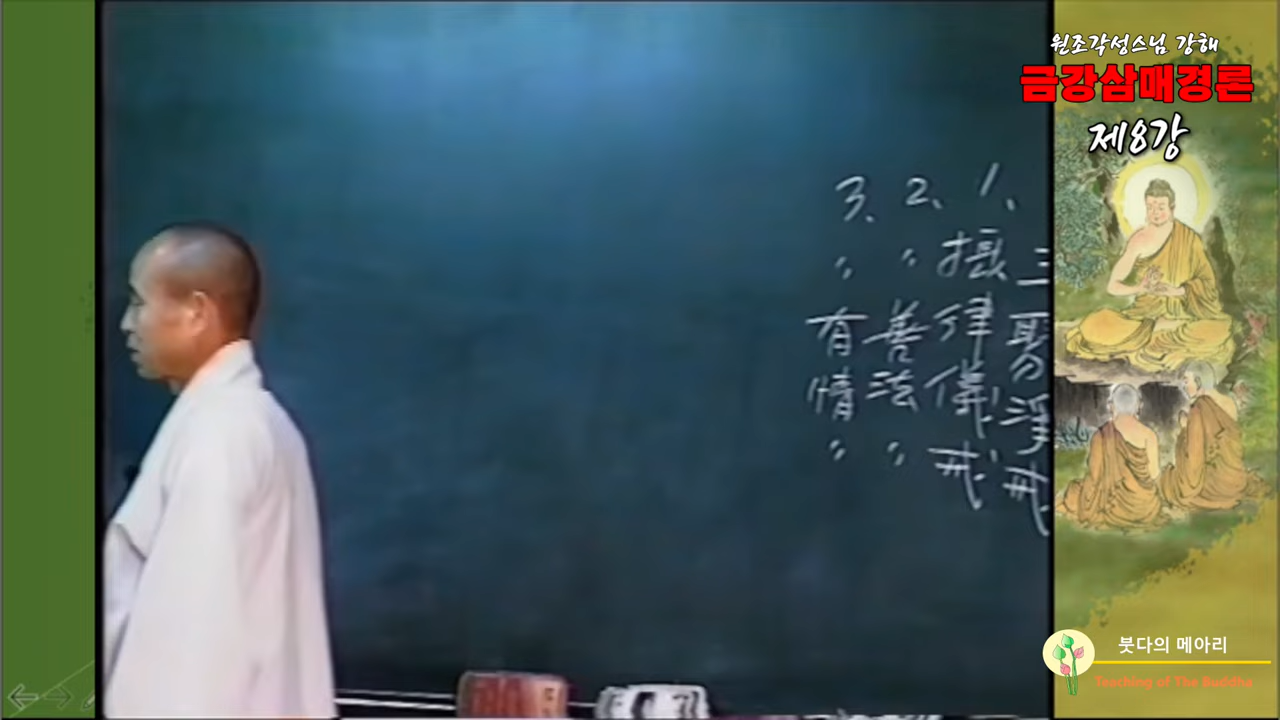 원조각성스님 강해
금강삼매경론
제8강
三聚淨戒
1、攝律儀戒
2、〃善法〃
3、〃有情〃
붓다의 메아리
Teaching of The Buddha